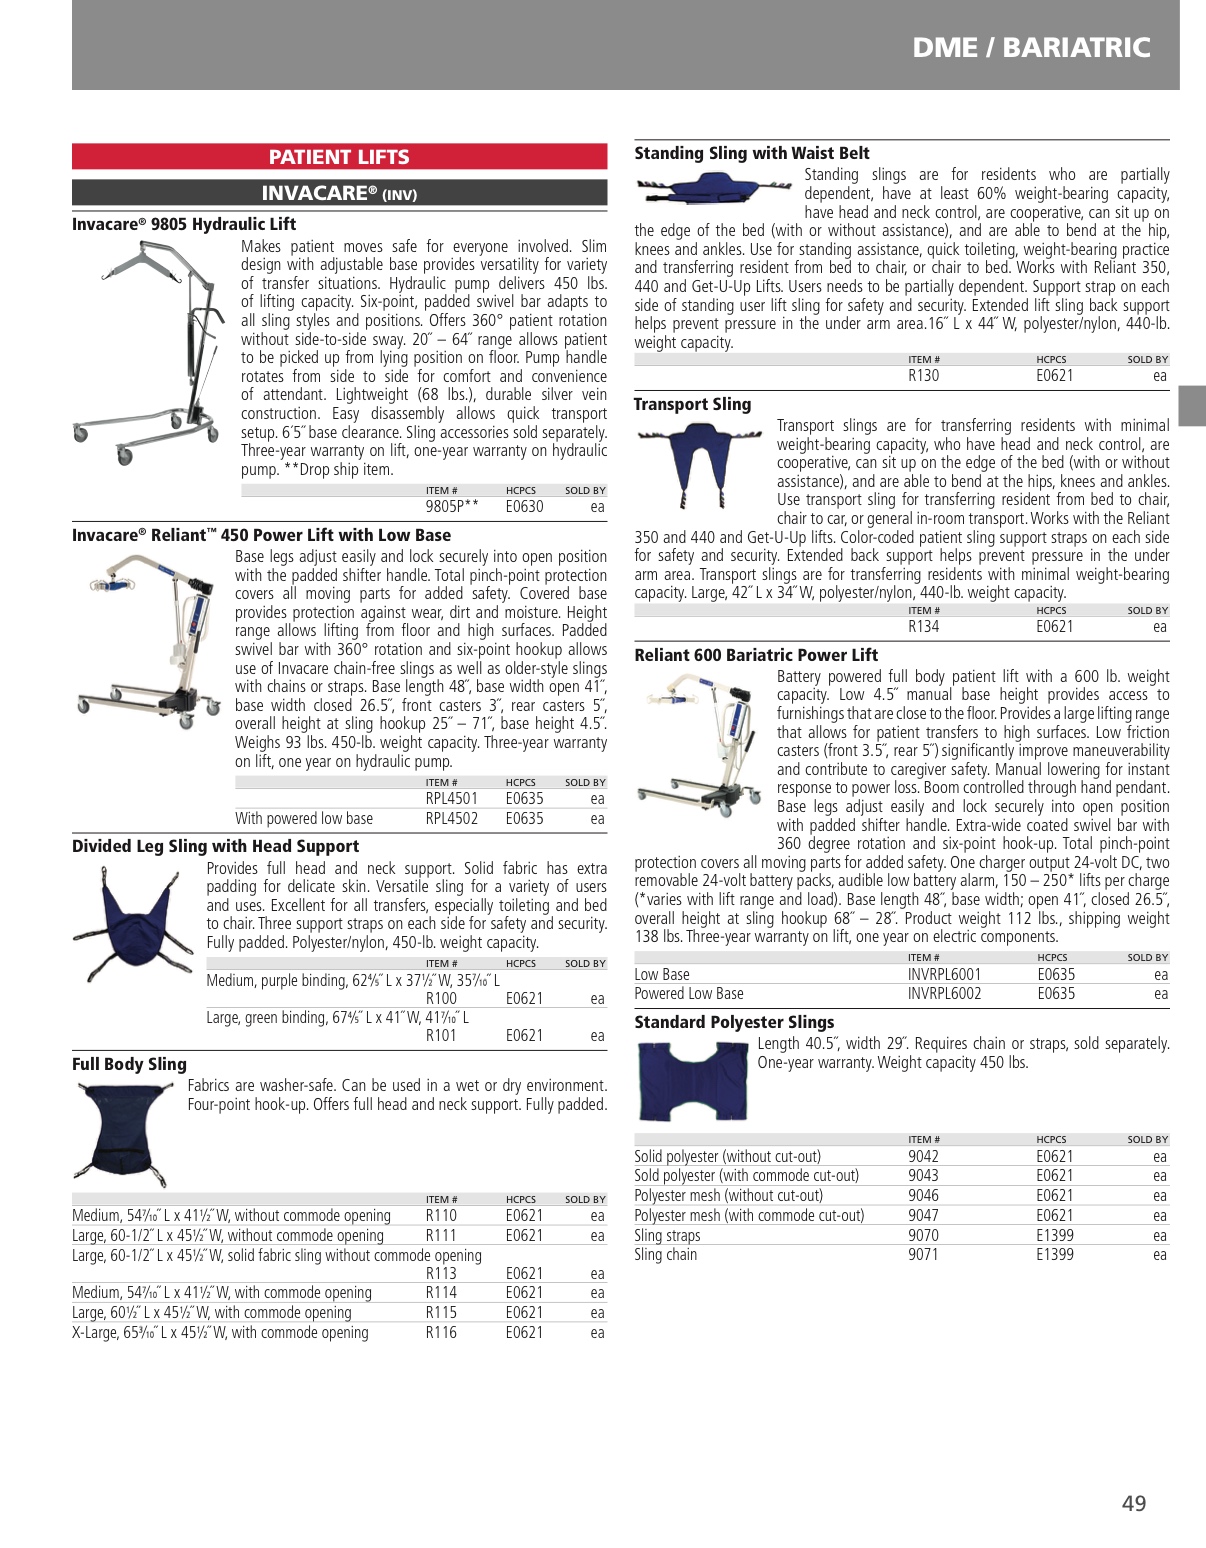 DME / BARIATRIC
PATIENT LIFTS
INVACARE® (INV)
Invacare® 9805 Hydraulic Lift
Makes patient moves safe for everyone involved. Slim
design with adjustable base provides versatility for variety
of transfer situations. Hydraulic pump delivers 450 lbs.
of lifting capacity. Six-point, padded swivel bar adapts to
all sling styles and positions. Offers 360° patient rotation
without side-to-side sway. 20˝ – 64˝ range allows patient
to be picked up from lying position on floor. Pump handle
rotates from side to side for comfort and convenience
of attendant. Lightweight (68 lbs.), durable silver vein
construction. Easy disassembly allows quick transport
setup. 6´5˝ base clearance. Sling accessories sold separately.
Three-year warranty on lift, one-year warranty on hydraulic
pump. **Drop ship item.
ITEM # HCPCS SOLD BY
9805P** E0630 ea
Invacare® Reliant™ 450 Power Lift with Low Base
Base legs adjust easily and lock securely into open position
with the padded shifter handle. Total pinch-point protection
covers all moving parts for added safety. Covered base
provides protection against wear, dirt and moisture. Height
range allows lifting from floor and high surfaces. Padded
swivel bar with 360° rotation and six-point hookup allows
use of Invacare chain-free slings as well as older-style slings
with chains or straps. Base length 48˝, base width open 41˝,
base width closed 26.5˝, front casters 3˝, rear casters 5˝,
overall height at sling hookup 25˝ – 71˝, base height 4.5˝.
Weighs 93 lbs. 450-lb. weight capacity. Three-year warranty
on lift, one year on hydraulic pump.
ITEM # HCPCS SOLD BY
RPL4501 E0635 ea
With powered low base RPL4502 E0635 ea
Divided Leg Sling with Head Support
Provides full head and neck support. Solid fabric has extra
padding for delicate skin. Versatile sling for a variety of users
and uses. Excellent for all transfers, especially toileting and bed
to chair. Three support straps on each side for safety and security.
Fully padded. Polyester/nylon, 450-lb. weight capacity.
ITEM # HCPCS SOLD BY
Medium, purple binding, 62⅘˝ L x 37½˝ W, 35⁷⁄₁₀˝ L
R100 E0621 ea
Large, green binding, 67⅘˝ L x 41˝ W, 41⁷⁄₁₀˝ L
R101 E0621 ea
Full Body Sling
Fabrics are washer-safe. Can be used in a wet or dry environment.
Four-point hook-up. Offers full head and neck support. Fully padded.
ITEM # HCPCS SOLD BY
Medium, 54⁷⁄₁₀˝ L x 41½˝ W, without commode opening R110 E0621 ea
Large, 60-1/2˝ L x 45½˝ W, without commode opening R111 E0621 ea
Large, 60-1/2˝ L x 45½˝ W, solid fabric sling without commode opening
R113 E0621 ea
Medium, 54⁷⁄₁₀˝ L x 41½˝ W, with commode opening R114 E0621 ea
Large, 60½˝ L x 45½˝ W, with commode opening R115 E0621 ea
X-Large, 65³⁄₁₀˝ L x 45½˝ W, with commode opening R116 E0621 ea
Standing Sling with Waist Belt
Standing slings are for residents who are partially
dependent, have at least 60% weight-bearing capacity,
have head and neck control, are cooperative, can sit up on
the edge of the bed (with or without assistance), and are able to bend at the hip,
knees and ankles. Use for standing assistance, quick toileting, weight-bearing practice
and transferring resident from bed to chair, or chair to bed. Works with Reliant 350,
440 and Get-U-Up Lifts. Users needs to be partially dependent. Support strap on each
side of standing user lift sling for safety and security. Extended lift sling back support
helps prevent pressure in the under arm area.16˝ L x 44˝ W, polyester/nylon, 440-lb.
weight capacity.
ITEM # HCPCS SOLD BY
R130 E0621 ea
Transport Sling
Transport slings are for transferring residents with minimal
weight-bearing capacity, who have head and neck control, are
cooperative, can sit up on the edge of the bed (with or without
assistance), and are able to bend at the hips, knees and ankles.
Use transport sling for transferring resident from bed to chair,
chair to car, or general in-room transport. Works with the Reliant
350 and 440 and Get-U-Up lifts. Color-coded patient sling support straps on each side
for safety and security. Extended back support helps prevent pressure in the under
arm area. Transport slings are for transferring residents with minimal weight-bearing
capacity. Large, 42˝ L x 34˝ W, polyester/nylon, 440-lb. weight capacity.
ITEM # HCPCS SOLD BY
R134 E0621 ea
Reliant 600 Bariatric Power Lift
Battery powered full body patient lift with a 600 lb. weight
capacity. Low 4.5˝ manual base height provides access to
furnishings that are close to the floor. Provides a large lifting range
that allows for patient transfers to high surfaces. Low friction
casters (front 3.5˝, rear 5˝) significantly improve maneuverability
and contribute to caregiver safety. Manual lowering for instant
response to power loss. Boom controlled through hand pendant.
Base legs adjust easily and lock securely into open position
with padded shifter handle. Extra-wide coated swivel bar with
360 degree rotation and six-point hook-up. Total pinch-point
protection covers all moving parts for added safety. One charger output 24-volt DC, two
removable 24-volt battery packs, audible low battery alarm, 150 – 250* lifts per charge
(*varies with lift range and load). Base length 48˝, base width; open 41˝, closed 26.5˝,
overall height at sling hookup 68˝ – 28˝. Product weight 112 lbs., shipping weight
138 lbs. Three-year warranty on lift, one year on electric components.
ITEM # HCPCS SOLD BY
Low Base INVRPL6001 E0635 ea
Powered Low Base INVRPL6002 E0635 ea
Standard Polyester Slings
Length 40.5˝, width 29˝. Requires chain or straps, sold separately.
One-year warranty. Weight capacity 450 lbs.
ITEM # HCPCS SOLD BY
Solid polyester (without cut-out) 9042 E0621 ea
Sold polyester (with commode cut-out) 9043 E0621 ea
Polyester mesh (without cut-out) 9046 E0621 ea
Polyester mesh (with commode cut-out) 9047 E0621 ea
Sling straps 9070 E1399 ea
Sling chain 9071 E1399 ea
49